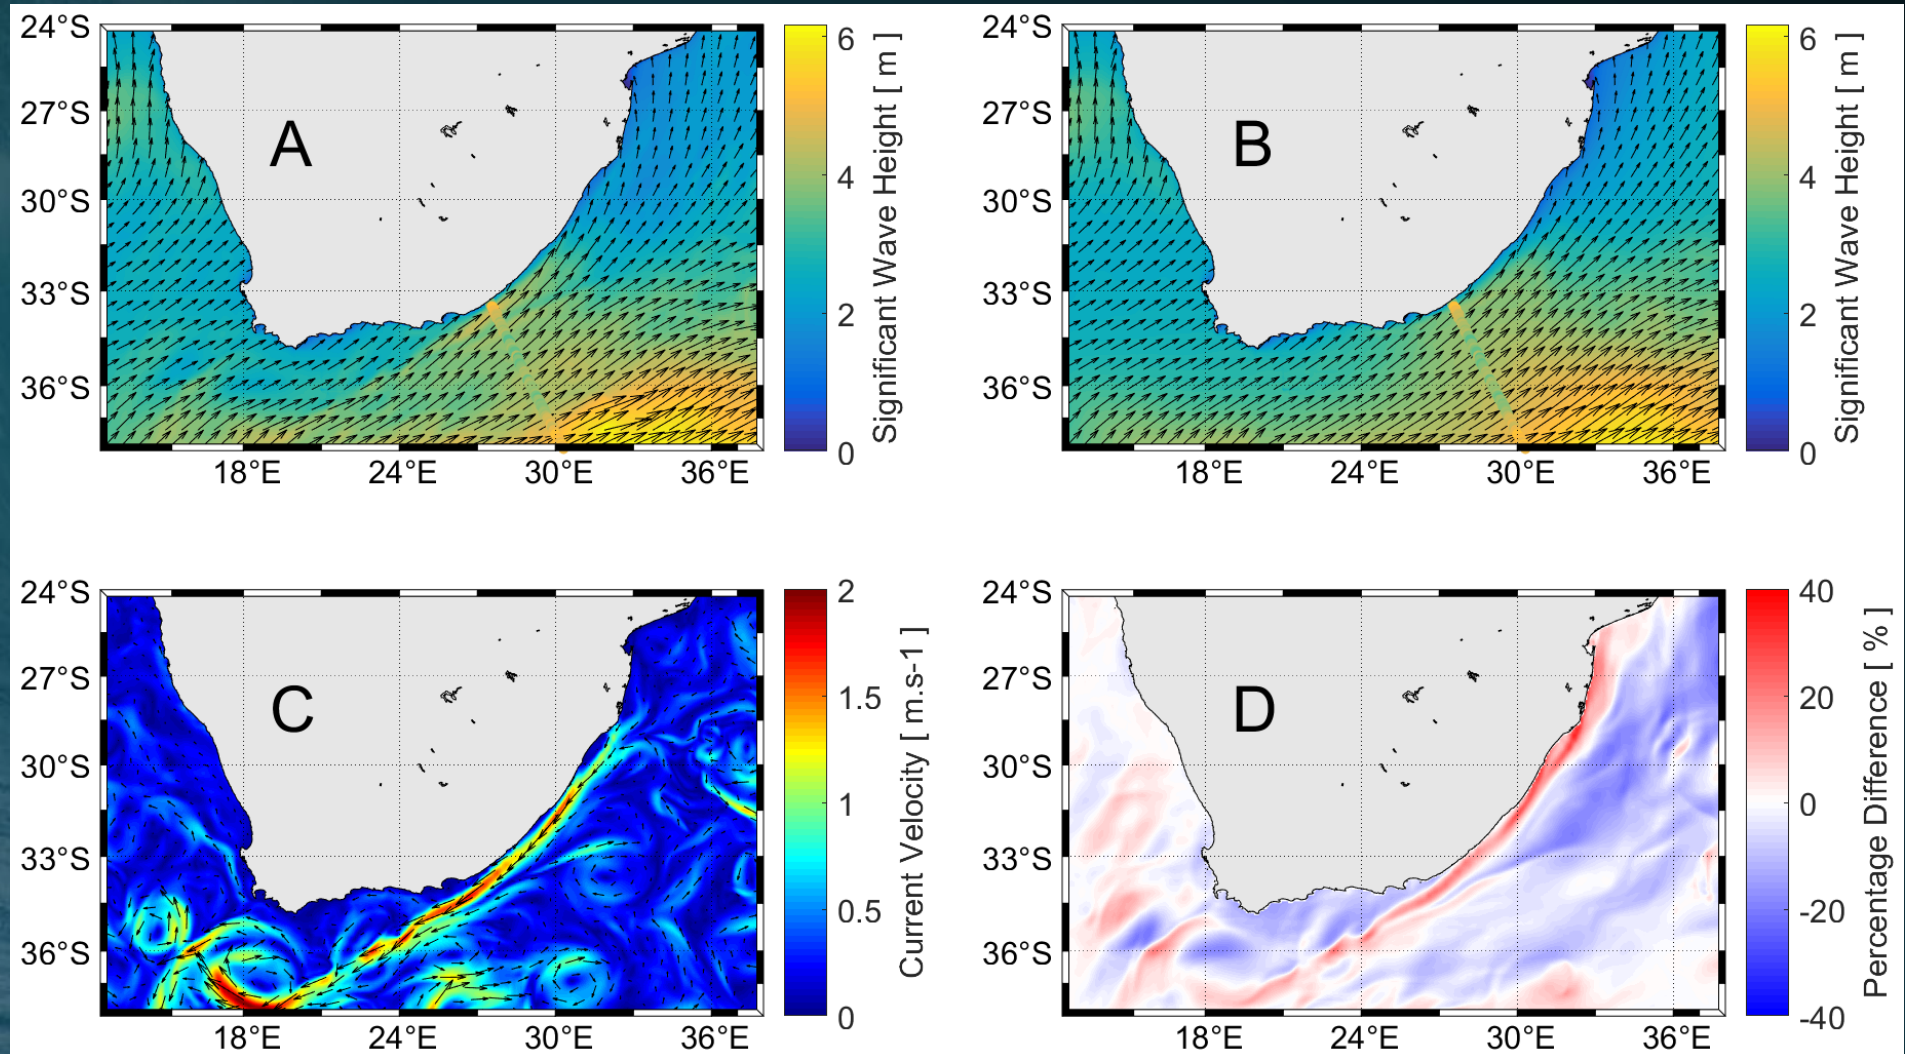 24°S
27°S
30°S
33°S
36°S
18°E
24°E
30°E
36°E
A
6
4
2
0
Significant Wave Height [ m ]
24°S
27°S
30°S
33°S
36°S
18°E
24°E
30°E
36°E
B
6
4
2
0
Significant Wave Height [ m ]
24°S
27°S
30°S
33°S
36°S
18°E
24°E
30°E
36°E
C
2
1.5
1
0.5
0
Current Velocity [ m.s-1 ]
24°S
27°S
30°S
33°S
36°S
18°E
24°E
30°E
36°E
D
40
20
0
-20
-40
Percentage Difference [ % ]